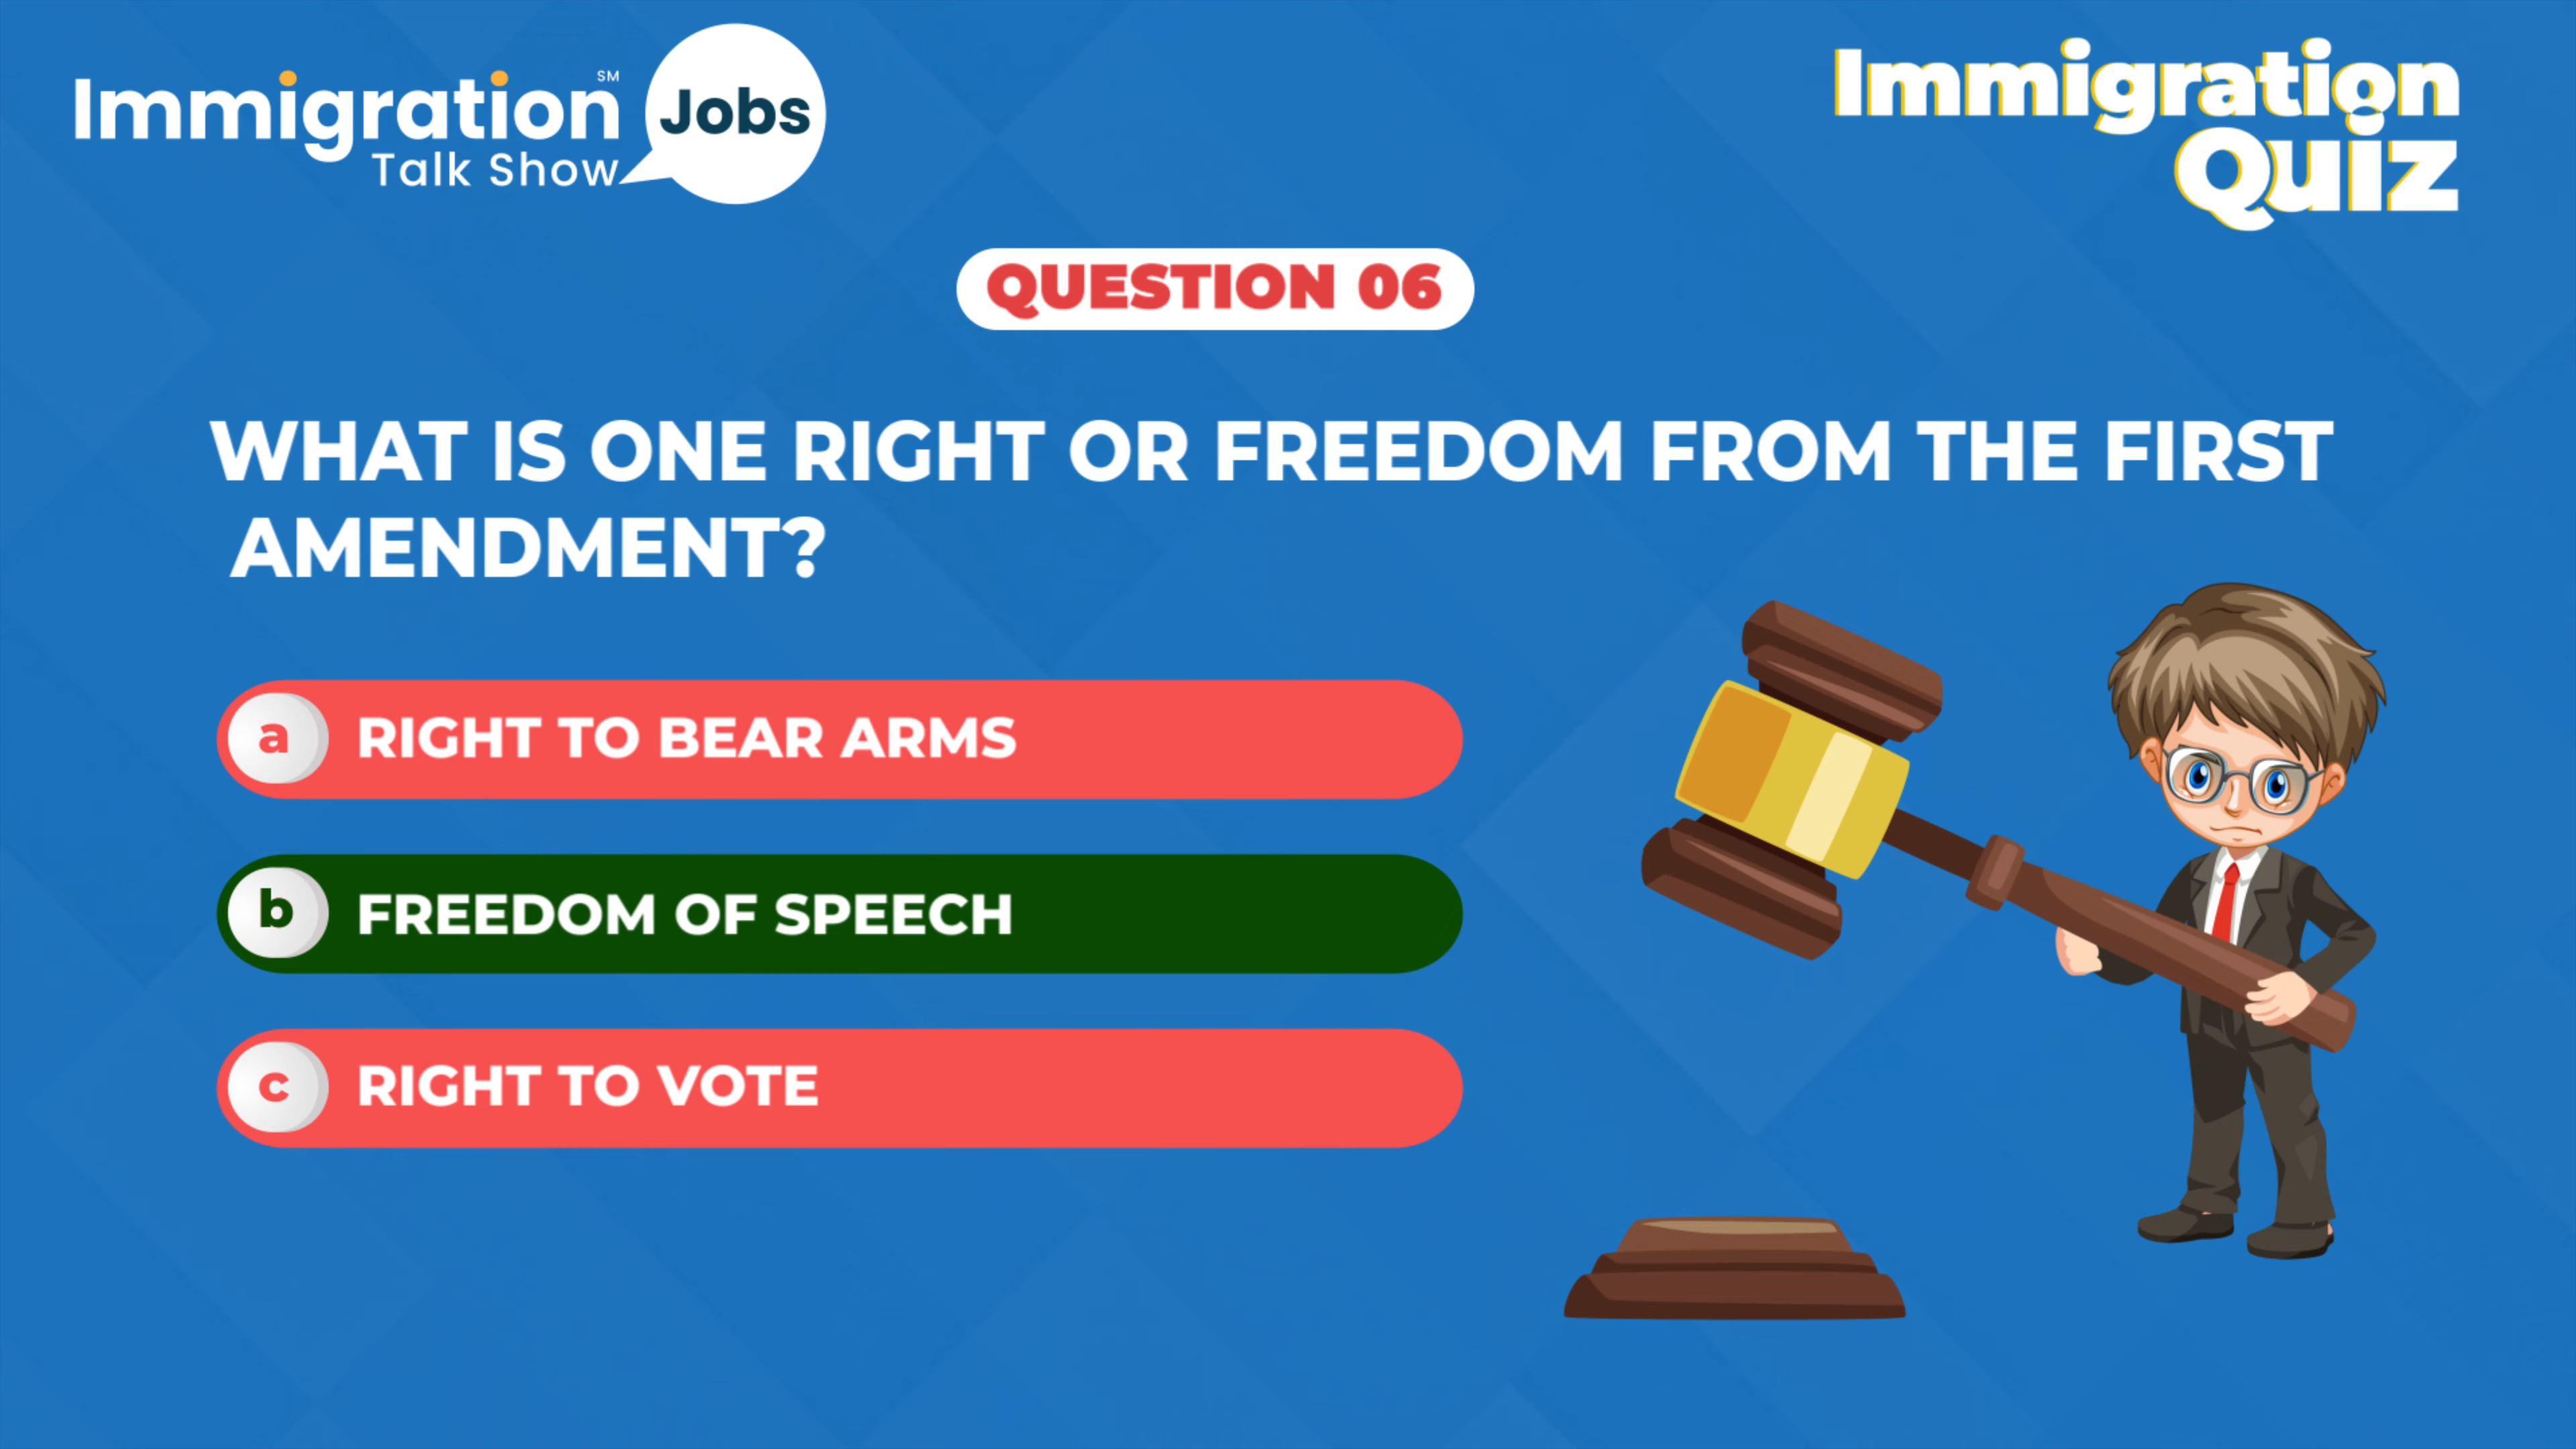 Immigration SM
Talk Show
Jobs
Immigration
Quiz
QUESTION 06
WHAT IS ONE RIGHT OR FREEDOM FROM THE FIRST
AMENDMENT?
a RIGHT TO BEAR ARMS
b FREEDOM OF SPEECH
c RIGHT TO VOTE